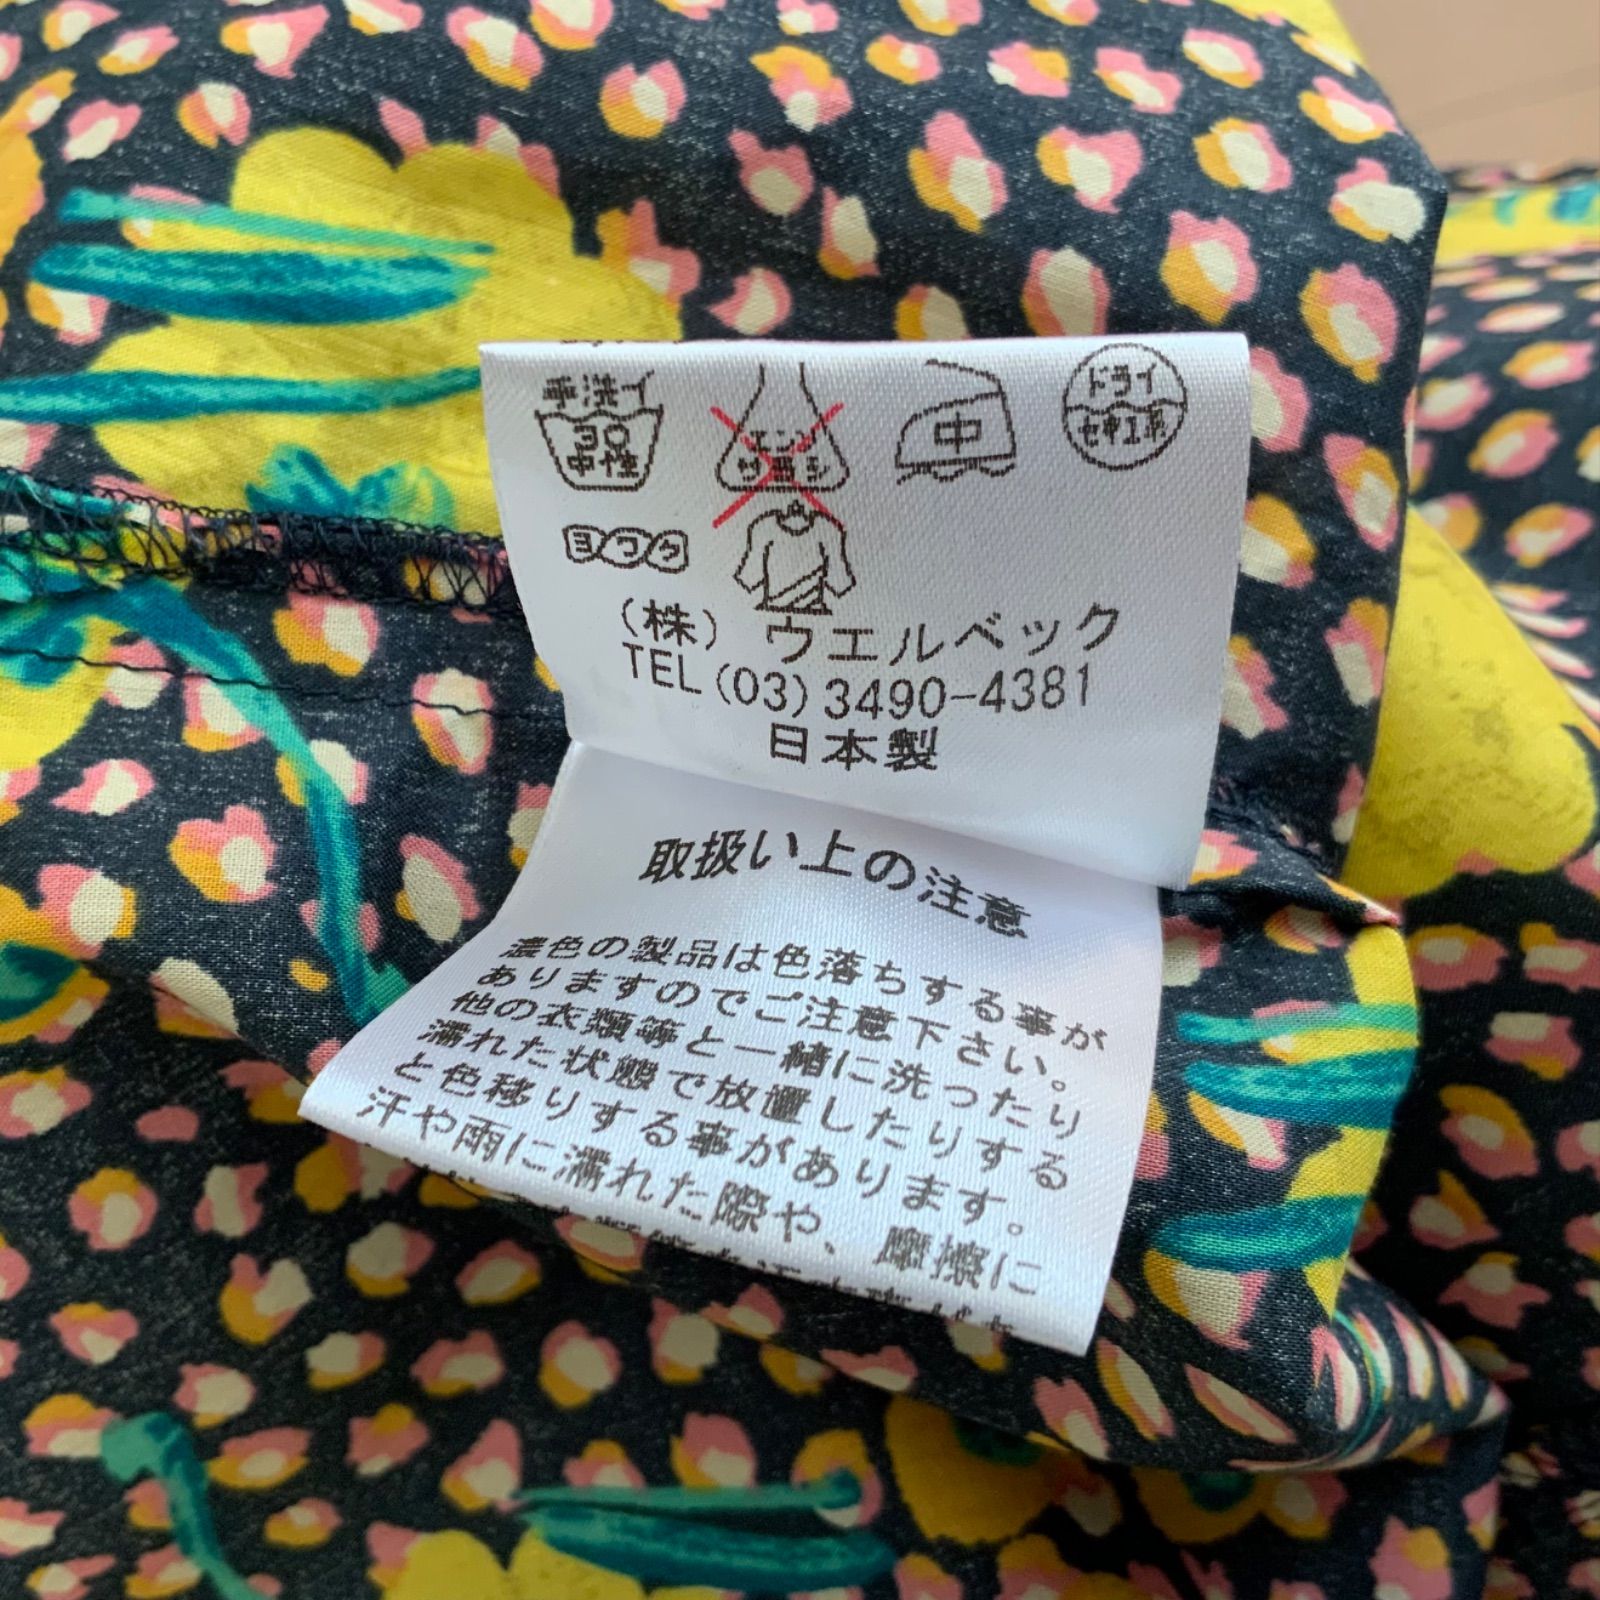 手洗イ
30
中性
エンソ
サラシ
中
ドライ
セキユ系
ヨワク
(株) ウエルベック
TEL(03)3490-4381
日本製
取扱い上の注意
濃色の製品は色落ちする事が
ありますのでご注意下さい。
他の衣類等と一緒に洗ったり
濡れた状態で放置したりする
と色移りする事があります。
汗や雨に濡れた際や、摩擦に